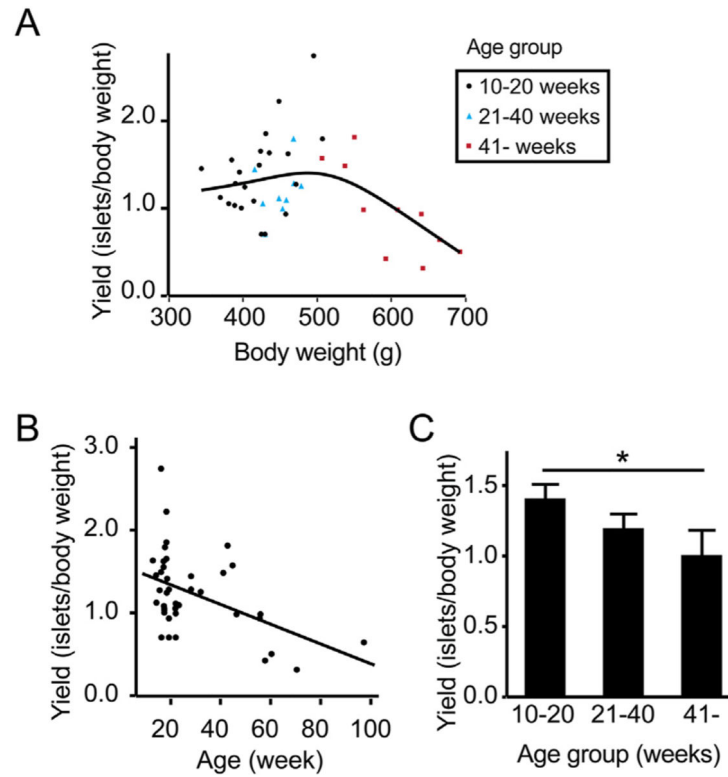 A
Yield (islets/body weight)
2.0
1.0
0.0
300 400 500 600 700
Body weight (g)
Age group
10-20 weeks
21-40 weeks
41- weeks
B
Yield (islets/body weight)
3.0
2.0
1.0
0.0
20 40 60 80 100
Age (week)
C
Yield (islets/body weight)
*
1.5
1.0
0.5
0.0
10-20 21-40 41-
Age group (weeks)